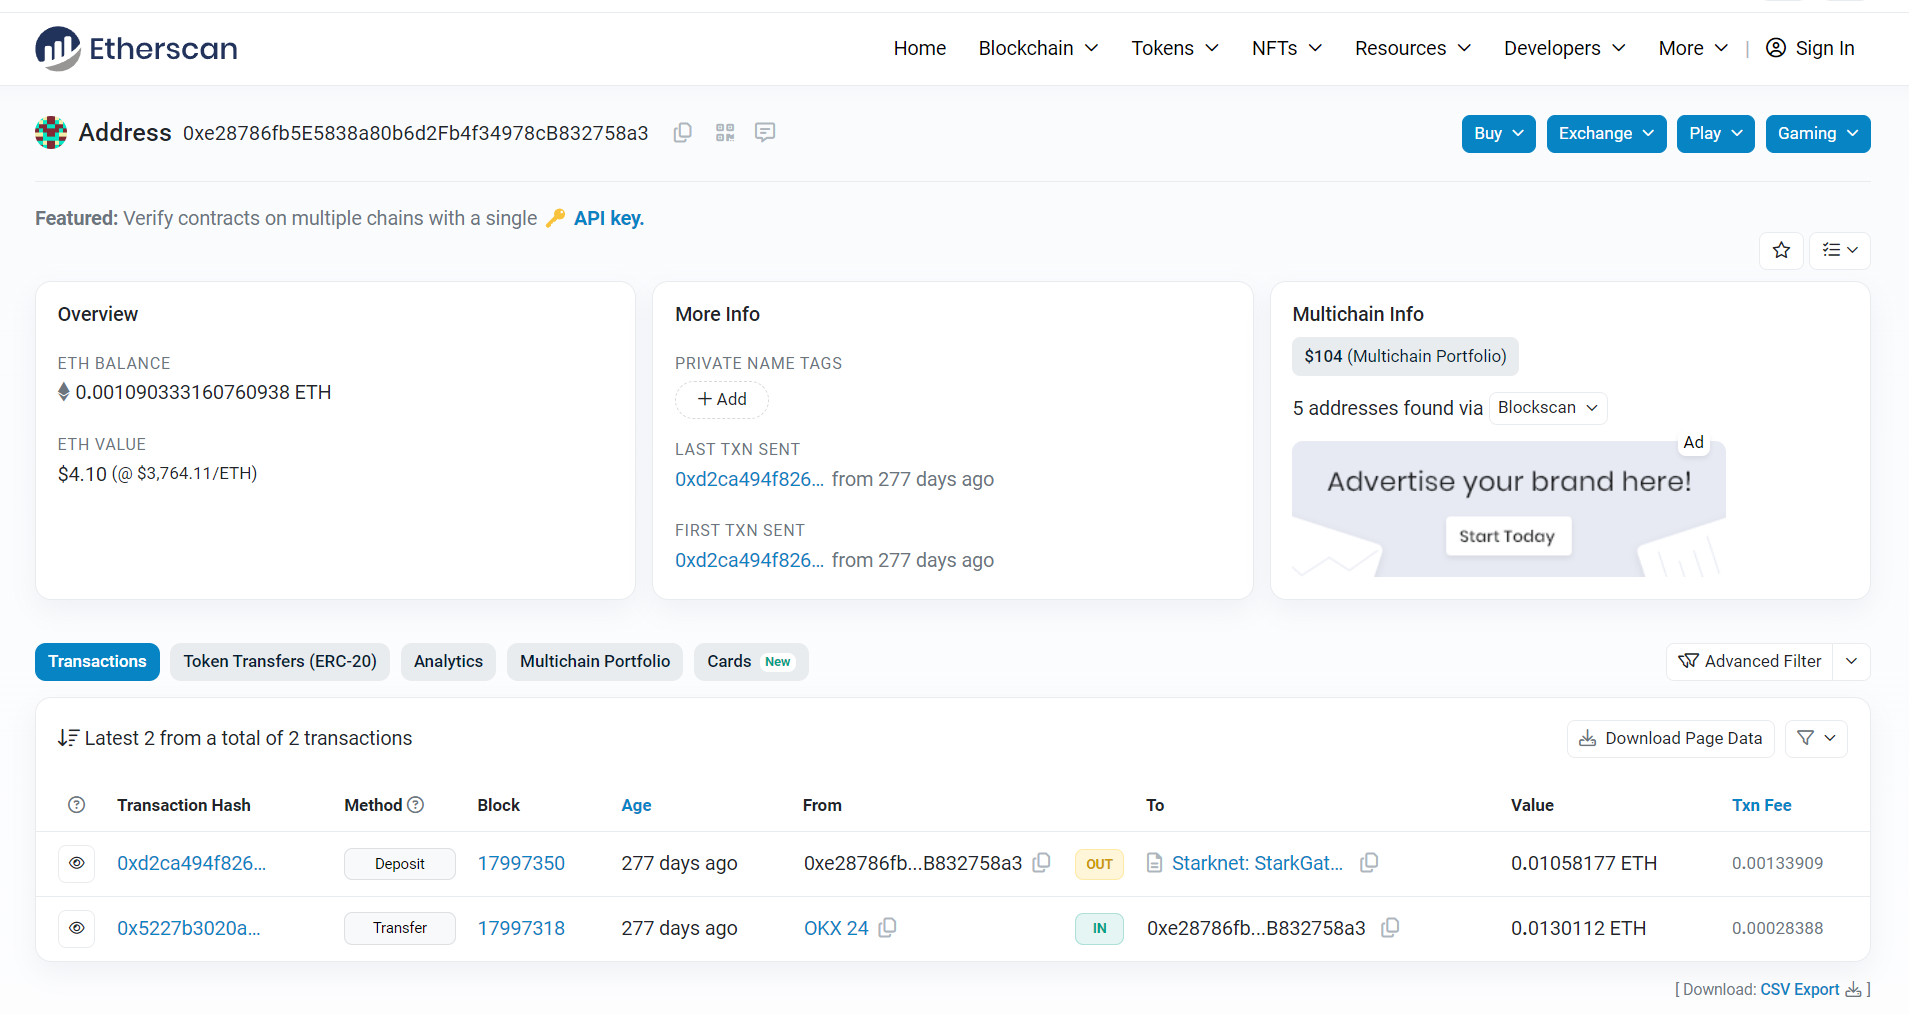 Etherscan
Home Blockchain Tokens NFTs Resources Developers More | Sign In
Address 0xe28786fb5E5838a80b6d2Fb4f34978cB832758a3
Buy Exchange Play Gaming
Featured: Verify contracts on multiple chains with a single API key.
Overview
ETH BALANCE
0.001090333160760938 ETH
ETH VALUE
$4.10 (@ $3,764.11/ETH)
More Info
PRIVATE NAME TAGS
+ Add
LAST TXN SENT
0xd2ca494f826... from 277 days ago
FIRST TXN SENT
0xd2ca494f826... from 277 days ago
Multichain Info
$104 (Multichain Portfolio)
5 addresses found via Blockscan
Ad
Advertise your brand here!
Start Today
Transactions Token Transfers (ERC-20) Analytics Multichain Portfolio Cards New
Advanced Filter
Latest 2 from a total of 2 transactions
Download Page Data
Transaction Hash Method Block Age From To Value Txn Fee
0xd2ca494f826... Deposit 17997350 277 days ago 0xe28786fb...B832758a3 OUT Starknet: StarkGat... 0.01058177 ETH 0.00133909
0x5227b3020a... Transfer 17997318 277 days ago OKX 24 IN 0xe28786fb...B832758a3 0.0130112 ETH 0.00028388
[ Download: CSV Export ]